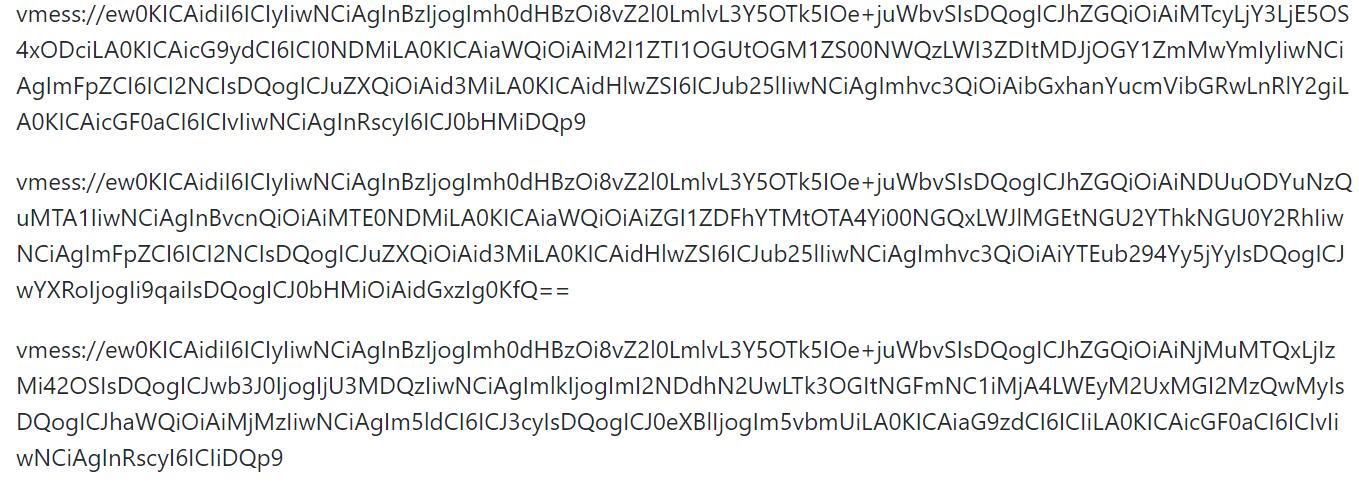 vmess://ew0KICAidiI6ICIyIiwNCiAgInBzIjogImh0dHBzOi8vZ2l0LmlvL3Y5OTk5IOe+juWbvSIsDQogICJhZGQiOiAiMTcyLjY3LjE5OS
4xODciLA0KICAicG9ydCI6ICI0NDMiLA0KICAiaWQiOiAiM2I1ZTI1OGUtOGM1ZS00NWQzLWI3ZDItMDJjOGY1ZmMwYmIyIiwNCi
AgImFpZCI6ICI2NCIsDQogICJuZXQiOiAid3MiLA0KICAidHlwZSI6ICJub25lIiwNCiAgImhvc3QiOiAibGxhanYucmVibGRwLnRlY2giL
A0KICAicGF0aCI6ICIvIiwNCiAgInRscyI6ICJ0bHMiDQp9
vmess://ew0KICAidiI6ICIyIiwNCiAgInBzIjogImh0dHBzOi8vZ2l0LmlvL3Y5OTk5IOe+juWbvSIsDQogICJhZGQiOiAiNDUuODYuNzQ
uMTA1IiwNCiAgInBvcnQiOiAiMTE0NDMiLA0KICAiaWQiOiAiZGI1ZDFhYTMtOTA4Yi00NGQxLWJlMGEtNGU2YThkNGU0Y2RhIiw
NCiAgImFpZCI6ICI2NCIsDQogICJuZXQiOiAid3MiLA0KICAidHlwZSI6ICJub25lIiwNCiAgImhvc3QiOiAiYTEub294Yy5jYyIsDQogICJ
wYXRoIjogIi9qaiIsDQogICJ0bHMiOiAidGxzIg0KfQ==
vmess://ew0KICAidiI6ICIyIiwNCiAgInBzIjogImh0dHBzOi8vZ2l0LmlvL3Y5OTk5IOe+juWbvSIsDQogICJhZGQiOiAiNjMuMTQxLjIz
Mi42OSIsDQogICJwb3J0IjogIjU3MDQzIiwNCiAgImlkIjogImI2NDdhN2UwLTk3OGItNGFmNC1iMjA4LWEyM2UxMGI2MzQwMyIs
DQogICJhaWQiOiAiMjMzIiwNCiAgIm5ldCI6ICJ3cyIsDQogICJ0eXBlIjogIm5vbmUiLA0KICAiaG9zdCI6ICIiLA0KICAicGF0aCI6ICIvIi
wNCiAgInRscyI6ICIiDQp9